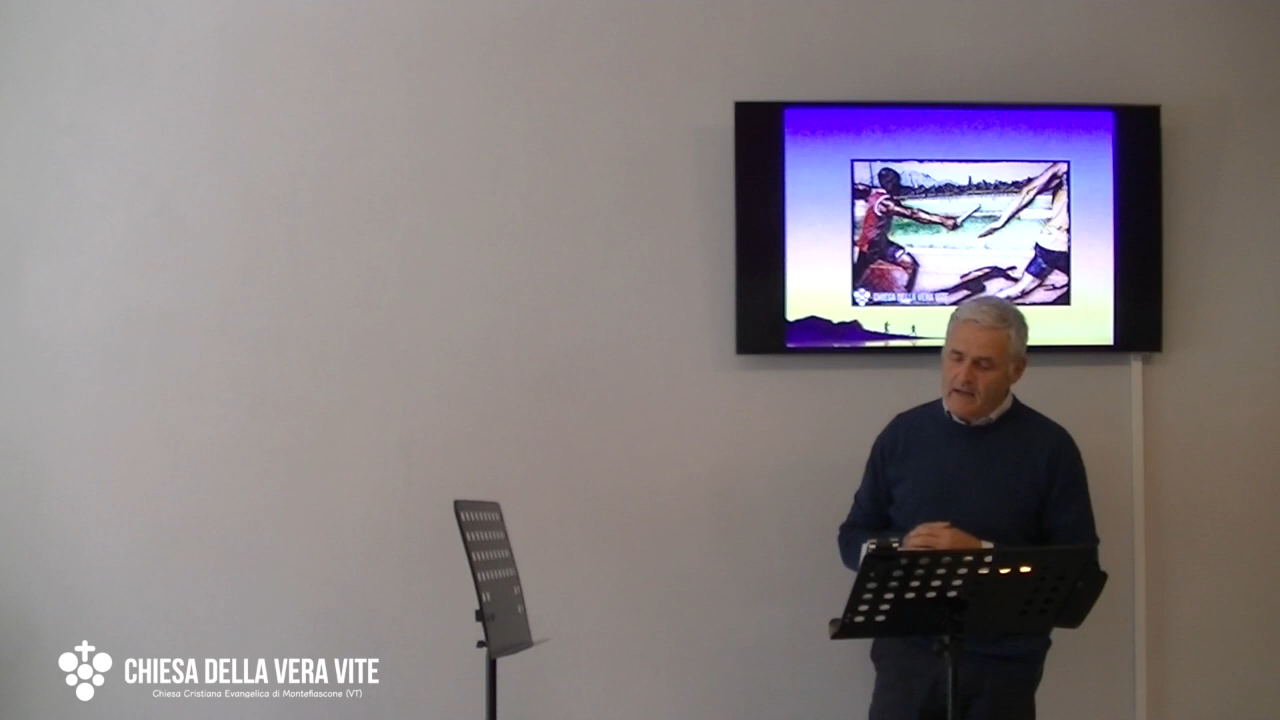 CHIESA DELLA VERA VITE
CHIESA DELLA VERA VITE
Chiesa Cristiana Evangelica di Montefiascone (VT)